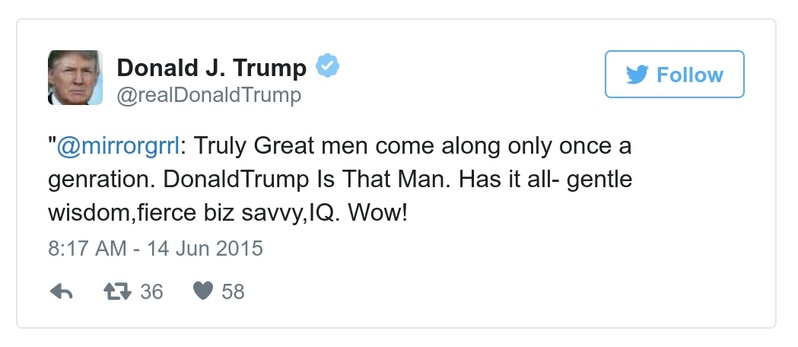 Donald J. Trump
@realDonaldTrump
Follow
"@mirrorgrrl: Truly Great men come along only once a
genration. DonaldTrump Is That Man. Has it all- gentle
wisdom,fierce biz savvy,IQ. Wow!
8:17 AM - 14 Jun 2015
36 58